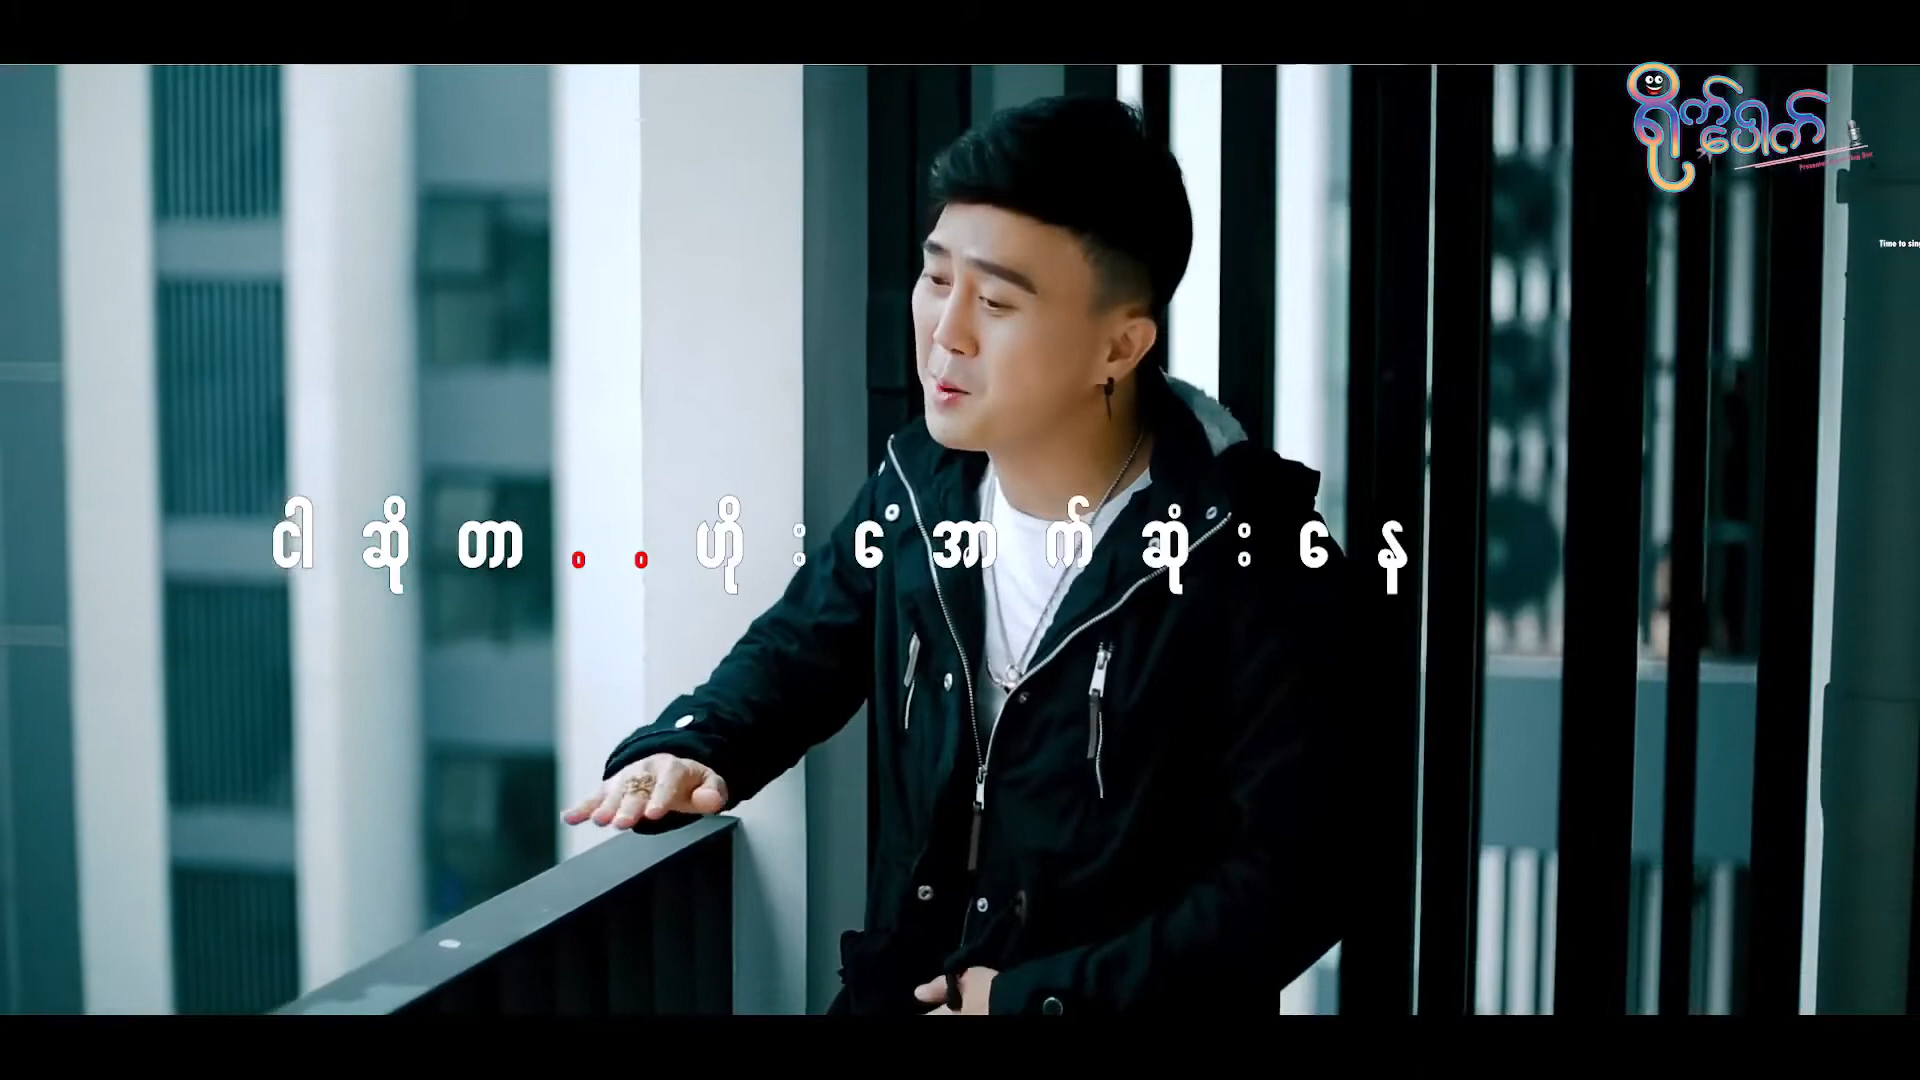 ရိုက်ပေါက်
Time to sing
ငါ ဆို တာ . . ဟို း အောက် ဆုံး နေ